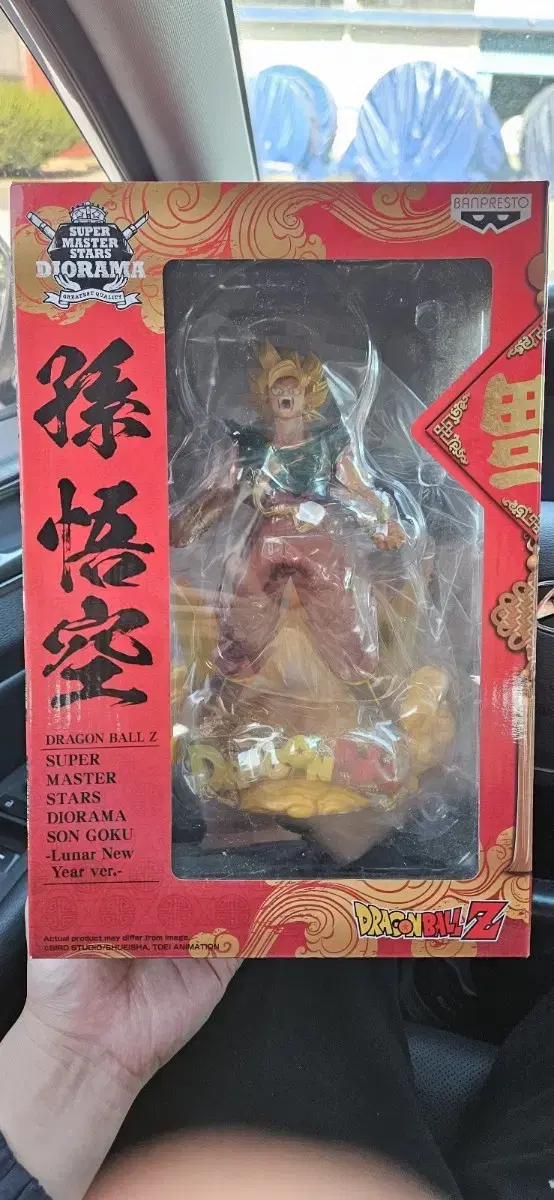 SUPER
MASTER
STARS
DIORAMA
GREATEST QUALITY
BANPRESTO
孫
悟
空
DRAGON BALL Z
SUPER
MASTER
STARS
DIORAMA
SON GOKU
-Lunar New
Year ver.-
DRAGON
DRAGONBALL Z
Actual product may differ from image.
©BIRD STUDIO/SHUEISHA, TOEI ANIMATION